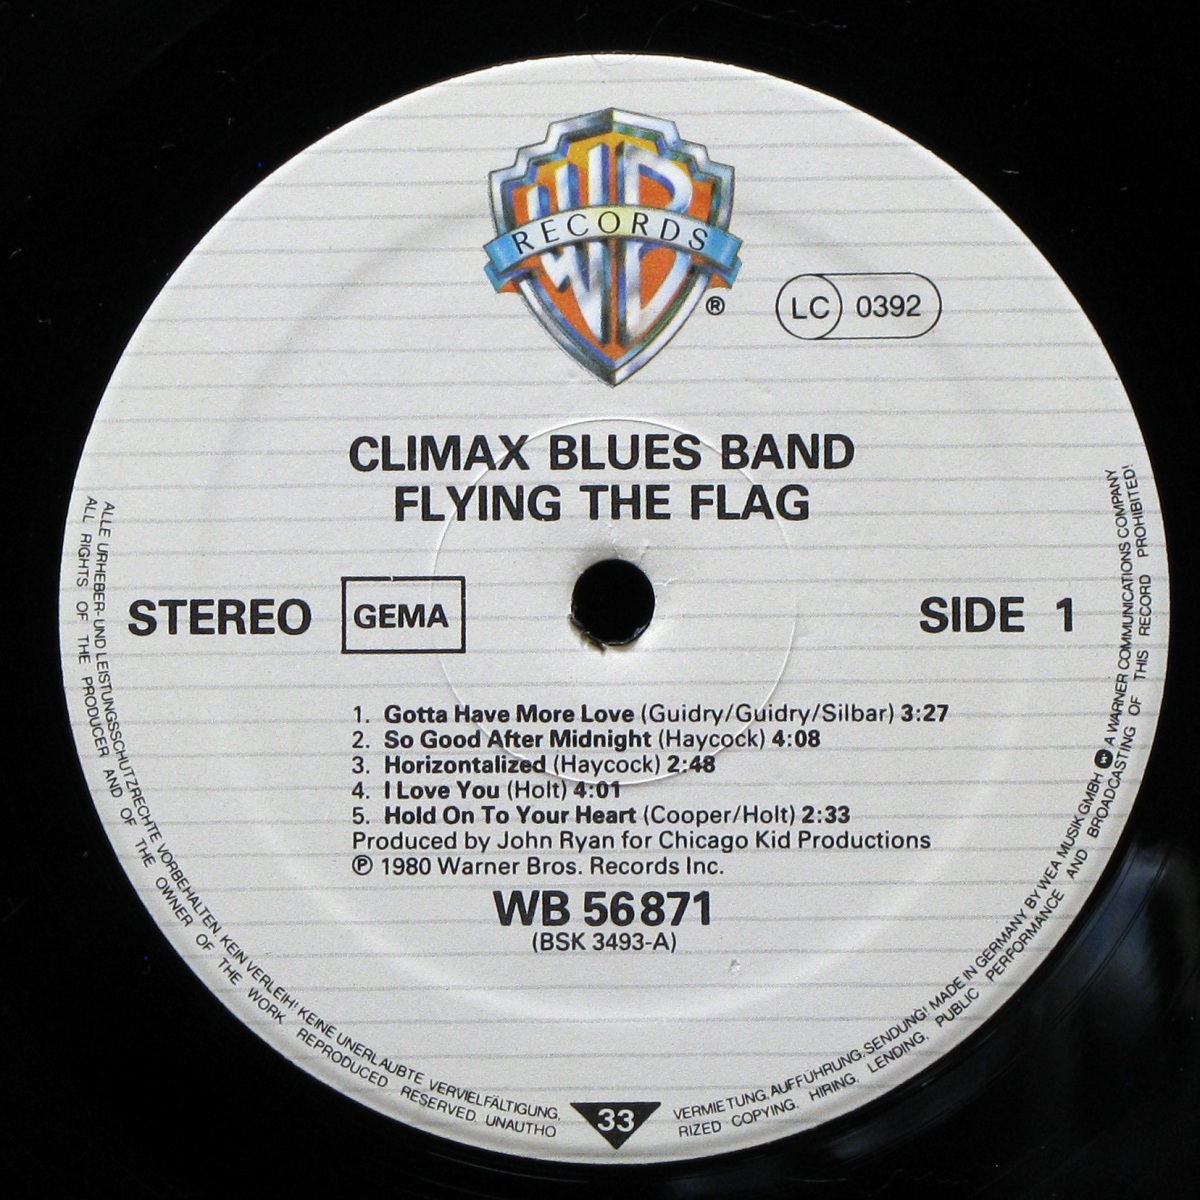 WB
RECORDS
®
LC 0392
CLIMAX BLUES BAND
FLYING THE FLAG
STEREO GEMA SIDE 1
1. Gotta Have More Love (Guidry/Guidry/Silbar) 3:27
2. So Good After Midnight (Haycock) 4:08
3. Horizontalized (Haycock) 2:48
4. I Love You (Holt) 4:01
5. Hold On To Your Heart (Cooper/Holt) 2:33
Produced by John Ryan for Chicago Kid Productions
℗ 1980 Warner Bros. Records Inc.
WB 56 871
(BSK 3493-A)
ALLE URHEBER- UND LEISTUNGSSCHUTZRECHTE VORBEHALTEN. KEIN VERLEIH! KEINE UNERLAUBTE VERVIELFÄLTIGUNG, VERMIETUNG, AUFFÜHRUNG, SENDUNG! MADE IN GERMANY BY WEA MUSIK GMBH A WARNER COMMUNICATIONS COMPANY
ALL RIGHTS OF THE PRODUCER AND OF THE OWNER OF THE WORK REPRODUCED RESERVED. UNAUTHO RIZED COPYING, HIRING, LENDING, PUBLIC PERFORMANCE AND BROADCASTING OF THIS RECORD PROHIBITED!
33